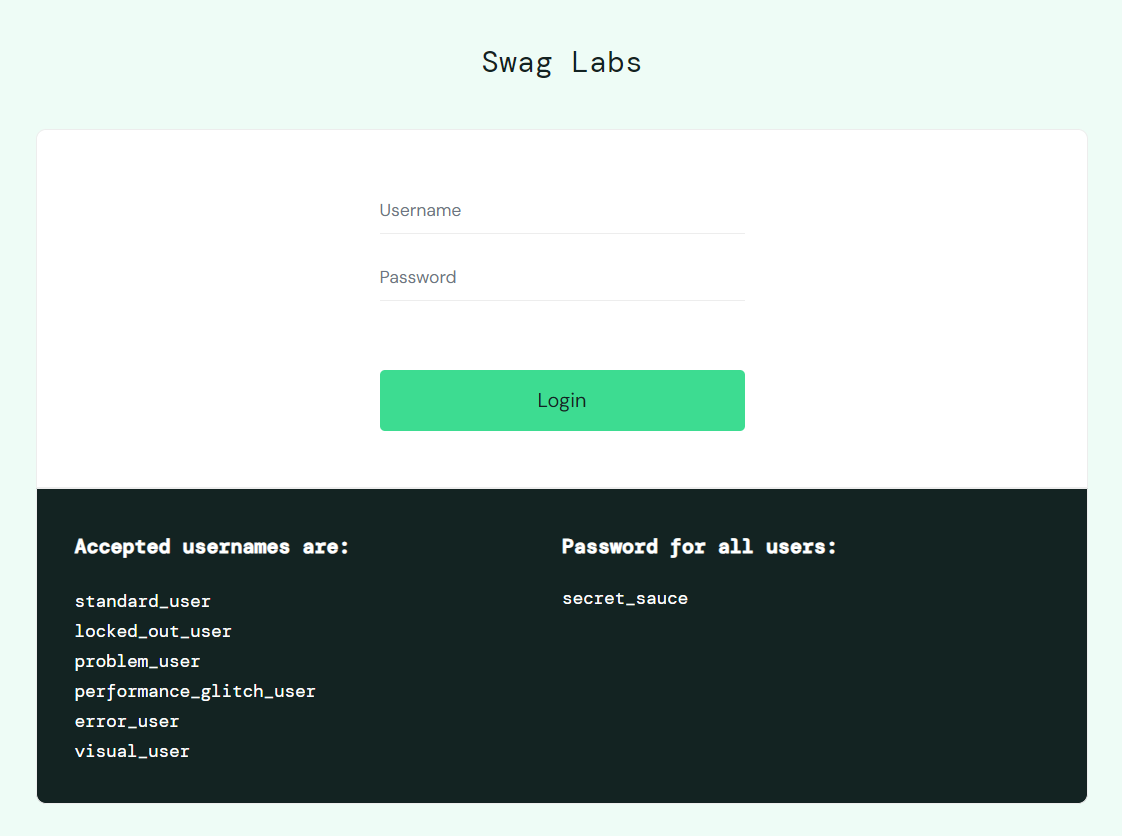 Swag Labs
Username
Password
Login
Accepted usernames are:
standard_user
locked_out_user
problem_user
performance_glitch_user
error_user
visual_user
Password for all users:
secret_sauce